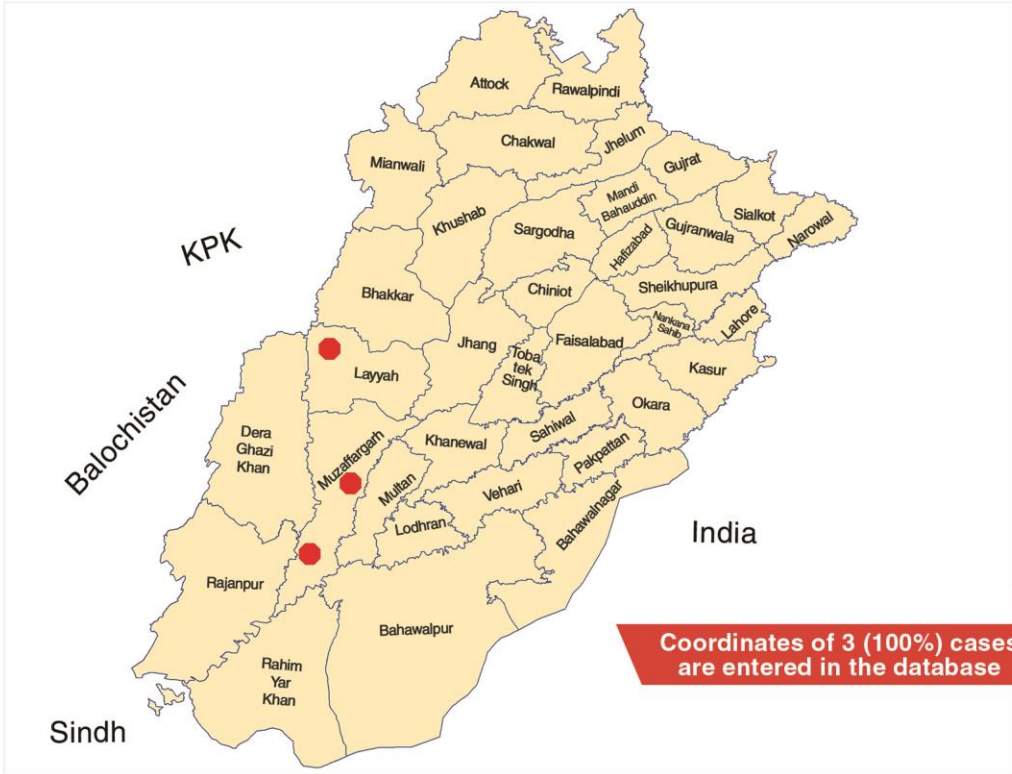 Attock
Rawalpindi
Chakwal
Jhelum
Mianwali
Gujrat
Mandi
Bahauddin
Khushab
Sialkot
Sargodha
Gujranwala
Narowal
Hafizabad
KPK
Sheikhupura
Chiniot
Bhakkar
Nankana
Sahib
Lahore
Faisalabad
Jhang
Toba
tek
Singh
Kasur
Layyah
Okara
Balochistan
Dera
Ghazi
Khan
Muzaffargarh
Khanewal
Sahiwal
Pakpattan
Multan
Vehari
Bahawalnagar
Lodhran
India
Rajanpur
Bahawalpur
Rahim
Yar
Khan
Coordinates of 3 (100%) cases
are entered in the database
Sindh